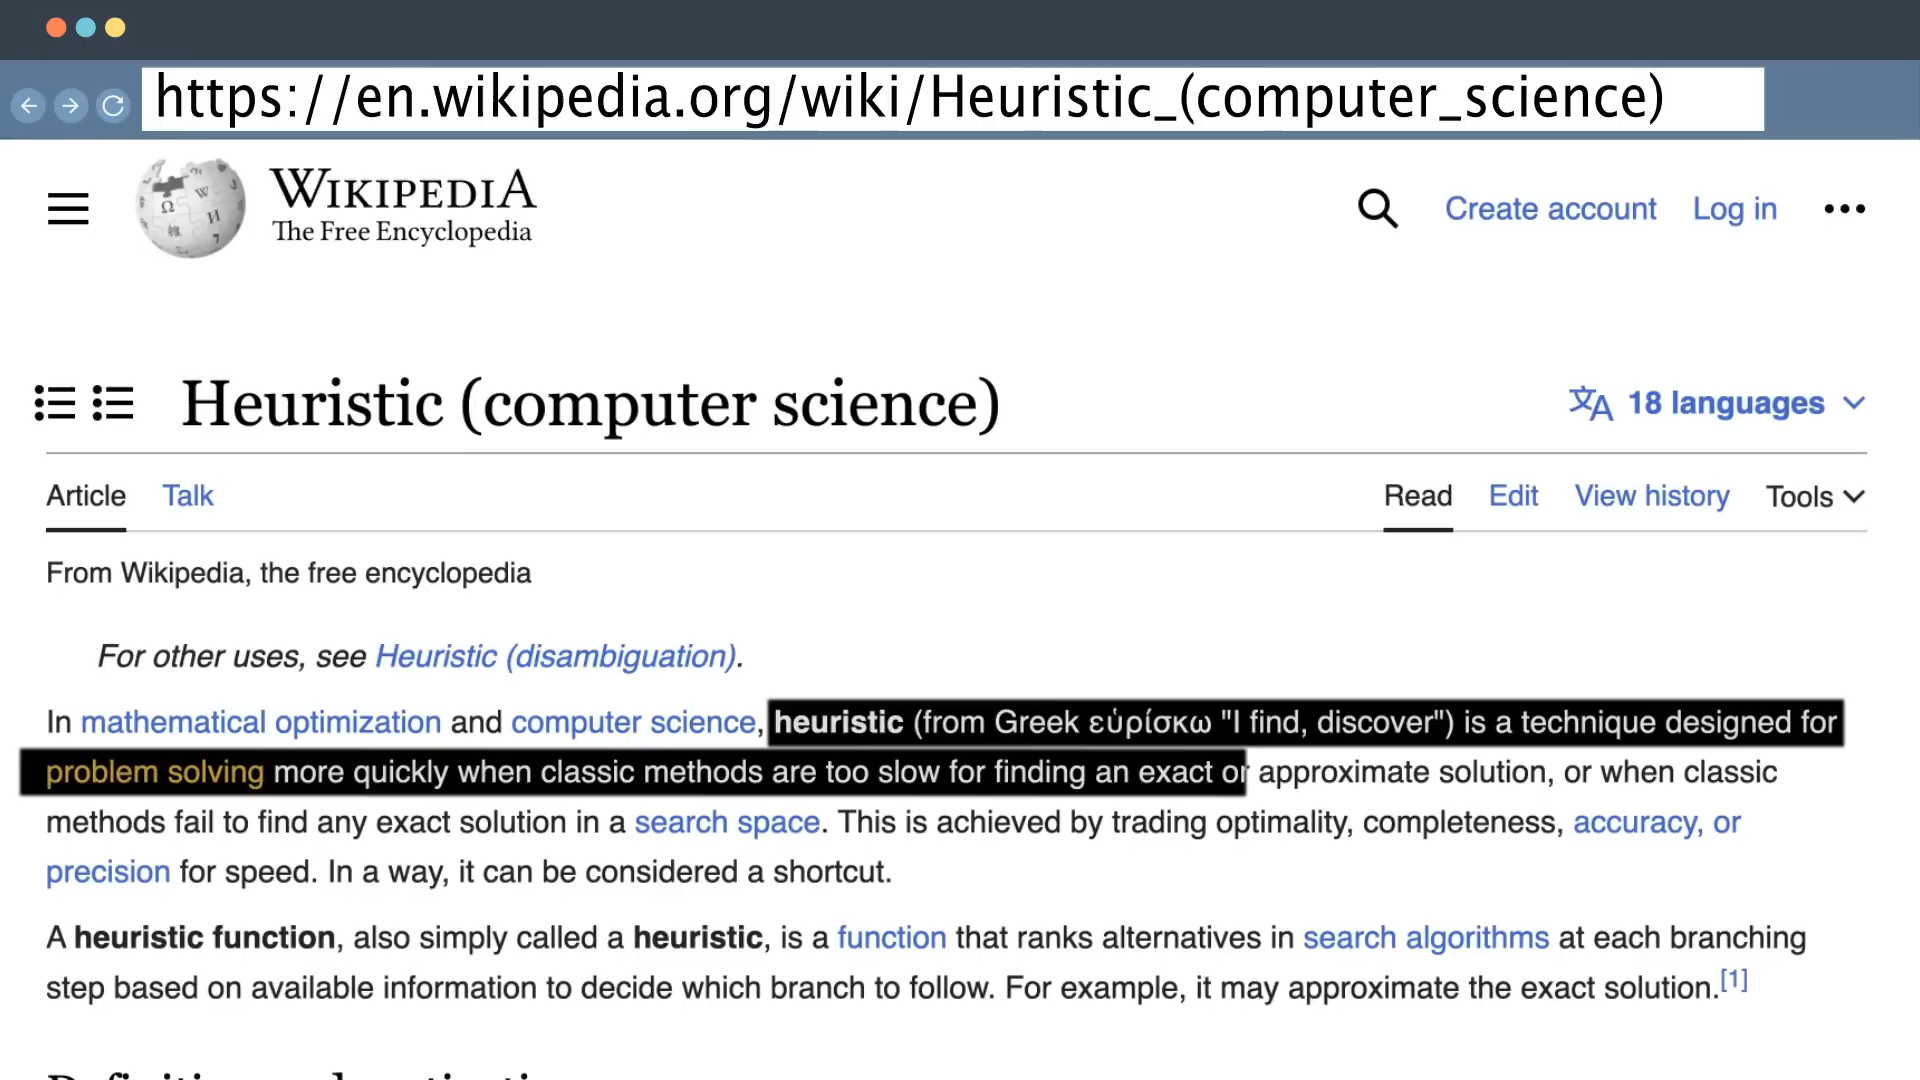 https://en.wikipedia.org/wiki/Heuristic_(computer_science)
WIKIPEDIA
The Free Encyclopedia
Create account Log in
Heuristic (computer science)
18 languages
Article Talk Read Edit View history Tools
From Wikipedia, the free encyclopedia
For other uses, see Heuristic (disambiguation).
In mathematical optimization and computer science, heuristic (from Greek εὑρίσκω "I find, discover") is a technique designed for
problem solving more quickly when classic methods are too slow for finding an exact or approximate solution, or when classic
methods fail to find any exact solution in a search space. This is achieved by trading optimality, completeness, accuracy, or
precision for speed. In a way, it can be considered a shortcut.
A heuristic function, also simply called a heuristic, is a function that ranks alternatives in search algorithms at each branching
step based on available information to decide which branch to follow. For example, it may approximate the exact solution.[1]